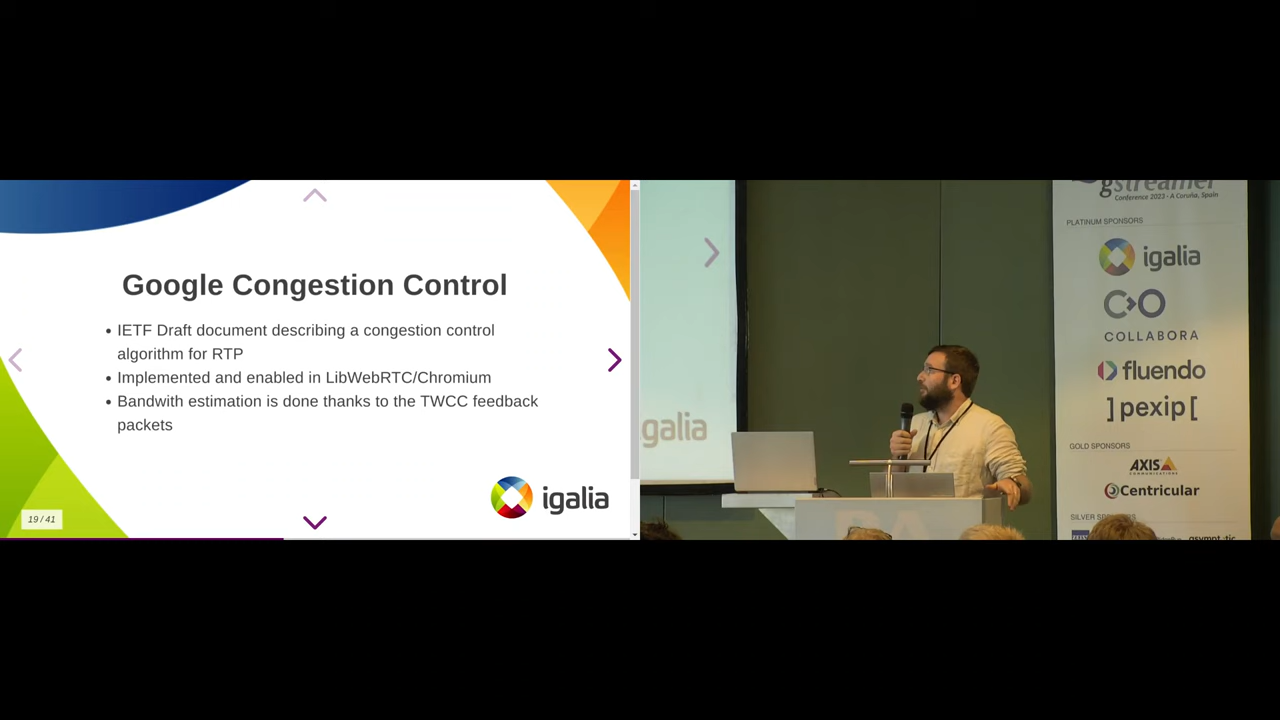 Google Congestion Control
IETF Draft document describing a congestion control
algorithm for RTP
Implemented and enabled in LibWebRTC/Chromium
Bandwith estimation is done thanks to the TWCC feedback
packets
igalia
19 / 41
igalia
gstreamer
Conference 2023 - A Coruña, Spain
PLATINUM SPONSORS
igalia
COLLABORA
fluendo
]pexip[
GOLD SPONSORS
AXIS
COMMUNICATIONS
Centricular
SILVER
asymptotic